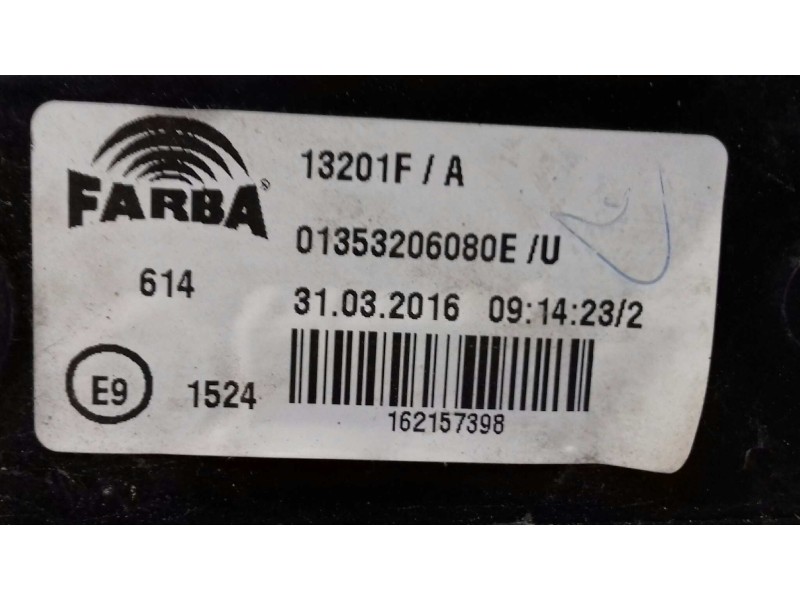 FARBA®
13201F / A
01353206080E /U
614
31.03.2016 09:14:23/2
E9 1524
162157398